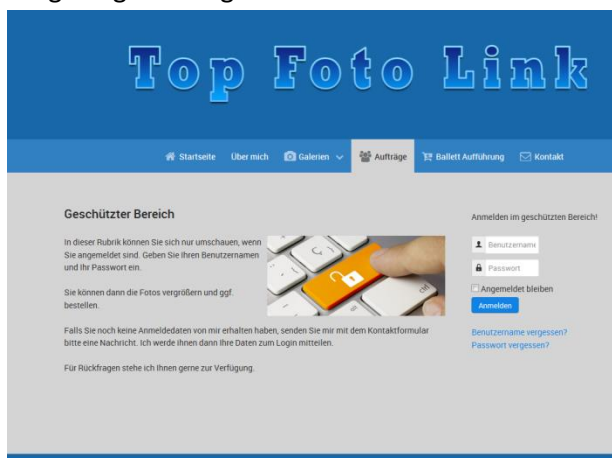 Top Foto Link
Startseite Über mich Galerien Aufträge Ballett Aufführung Kontakt
Geschützter Bereich
In dieser Rubrik können Sie sich nur umschauen, wenn
Sie angemeldet sind. Geben Sie Ihren Benutzernamen
und Ihr Passwort ein.
Sie können dann die Fotos vergrößern und ggf.
bestellen.
Falls Sie noch keine Anmeldedaten von mir erhalten haben, senden Sie mir mit dem Kontaktformular
bitte eine Nachricht. Ich werde ihnen dann Ihre Daten zum Login mitteilen.
Für Rückfragen stehe ich Ihnen gerne zur Verfügung.
Anmelden im geschützten Bereich!
Benutzername
Passwort
Angemeldet bleiben
Anmelden
Benutzername vergessen?
Passwort vergessen?